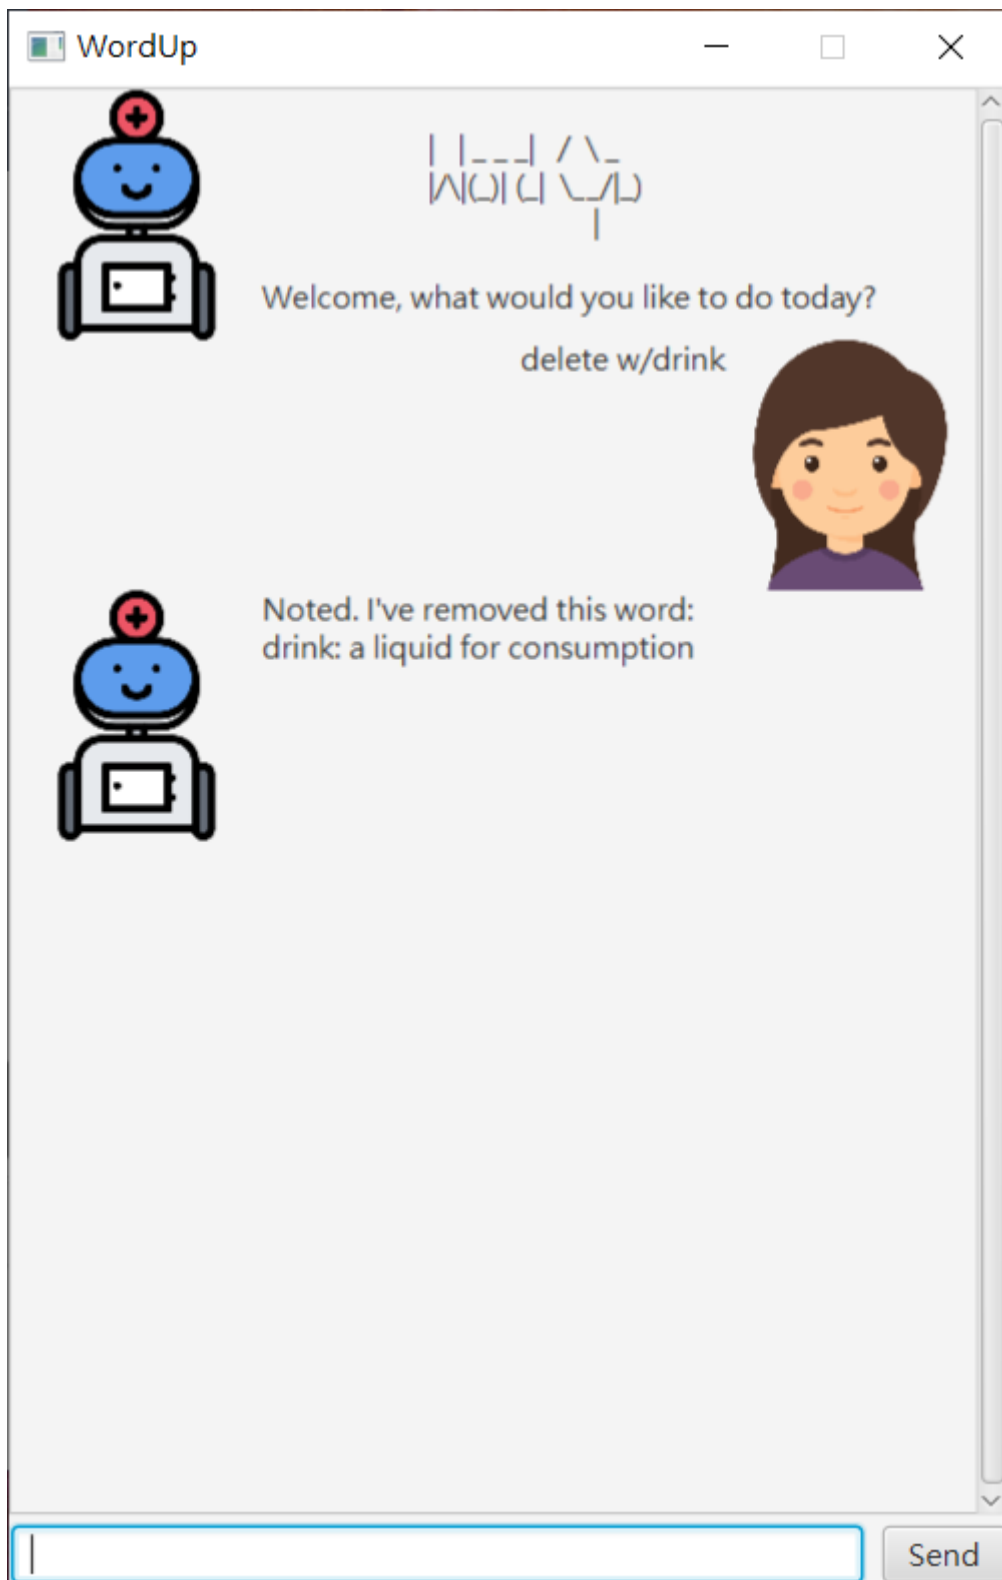 WordUp
| |_ _ _| / \ _
|/\|(_)| (_| \__/|_)
|
Welcome, what would you like to do today?
delete w/drink
Noted. I've removed this word:
drink: a liquid for consumption
Send